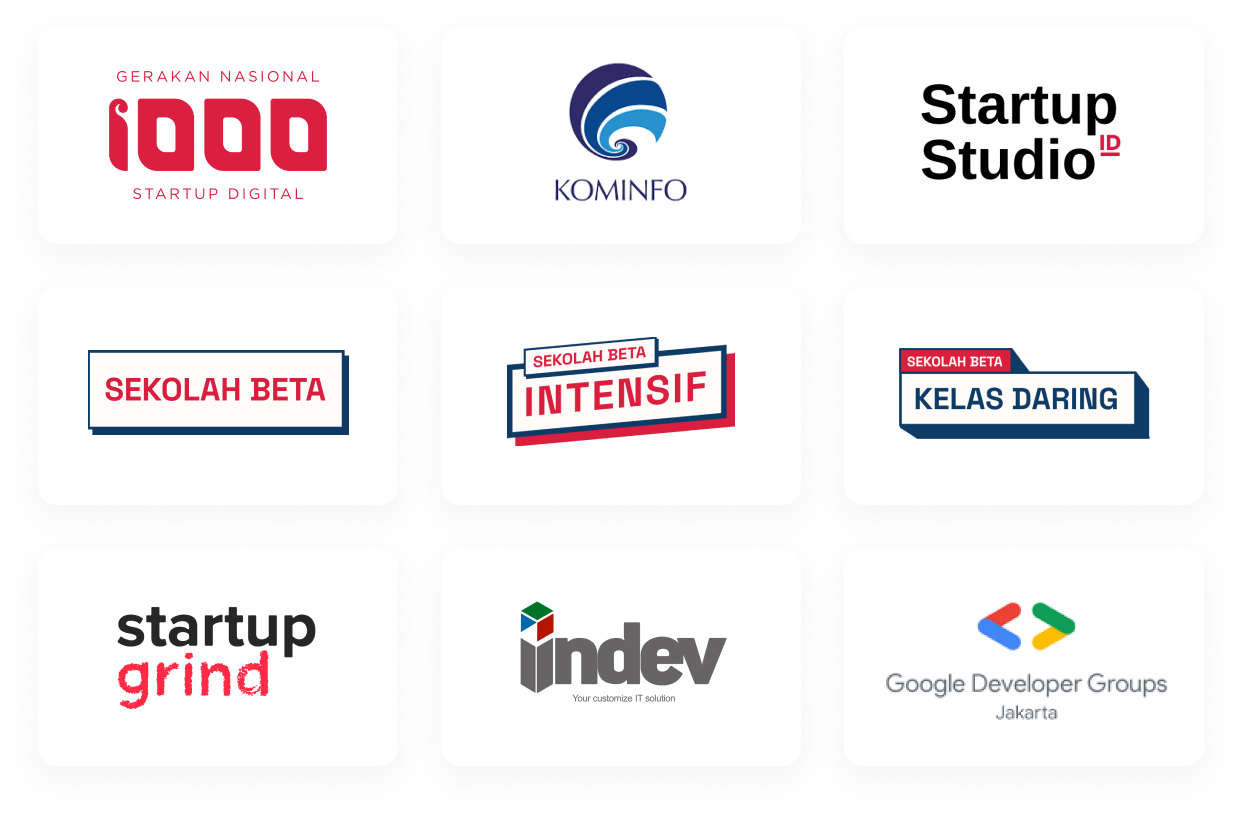 GERAKAN NASIONAL
1000
STARTUP DIGITAL
KOMINFO
Startup
Studio ID
SEKOLAH BETA
SEKOLAH BETA
INTENSIF
SEKOLAH BETA
KELAS DARING
startup
grind
indev
Your customize IT solution
Google Developer Groups
Jakarta